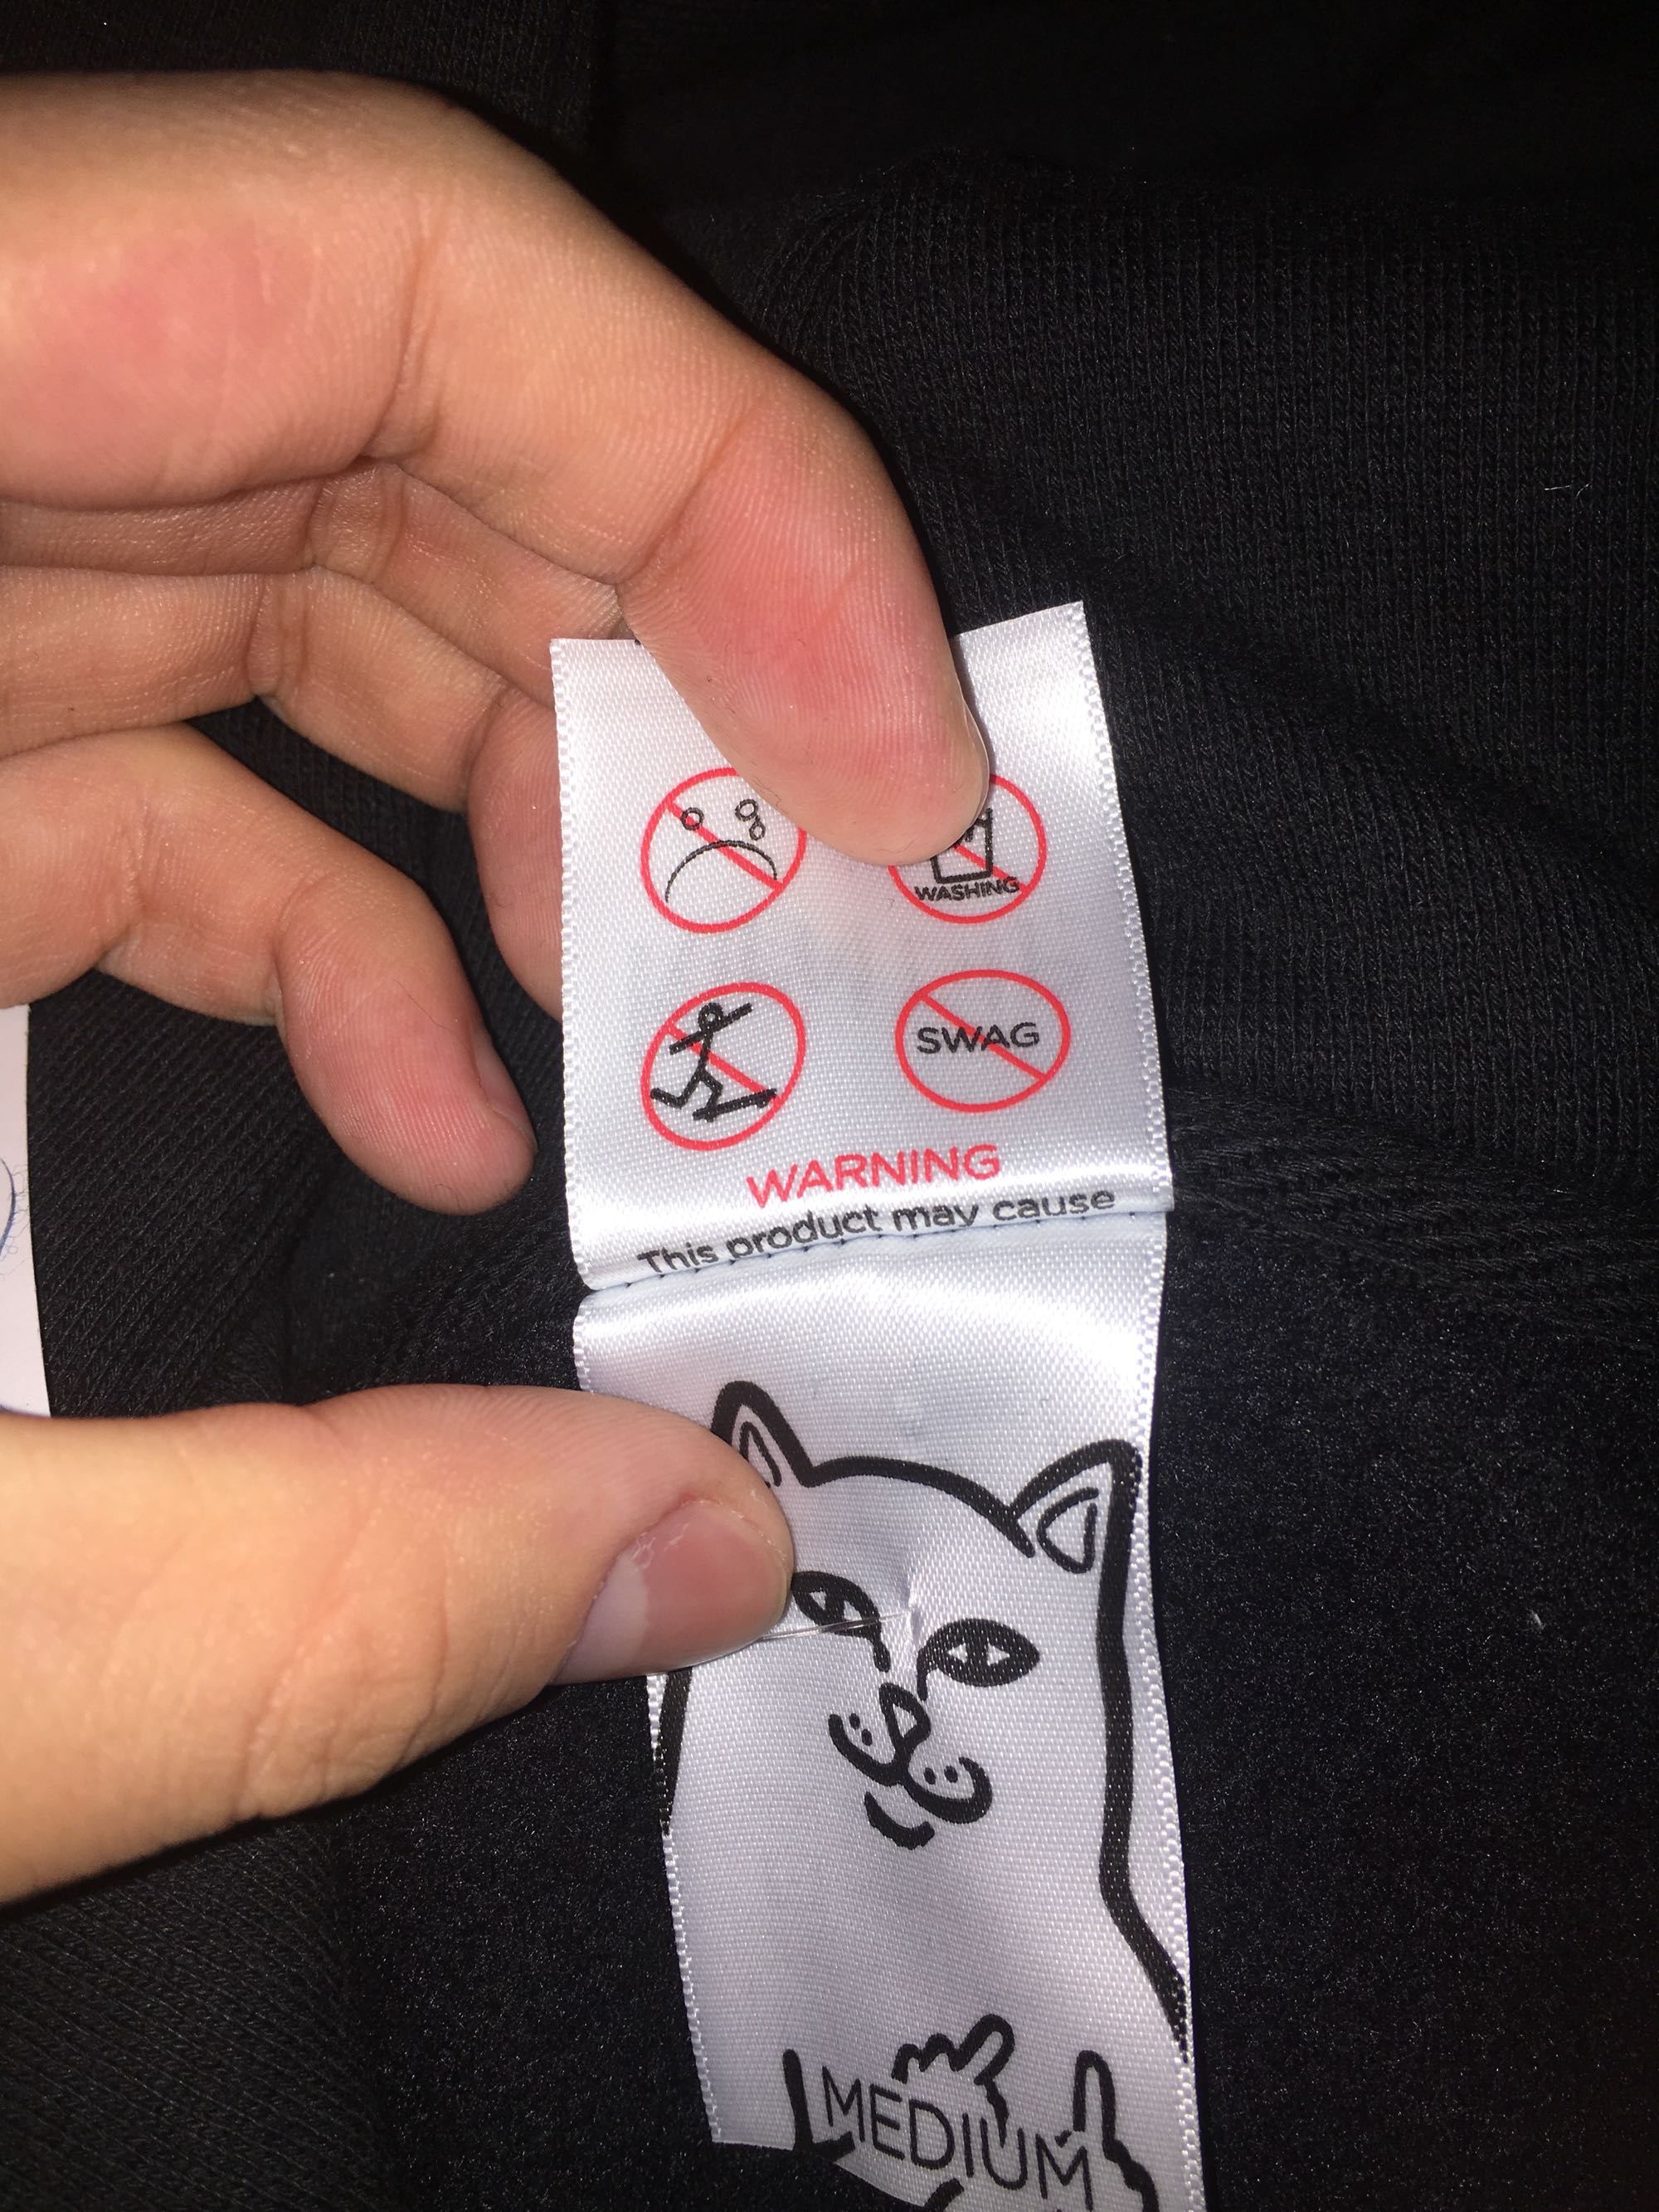 WASHING
SWAG
WARNING
This product may cause
MEDIUM